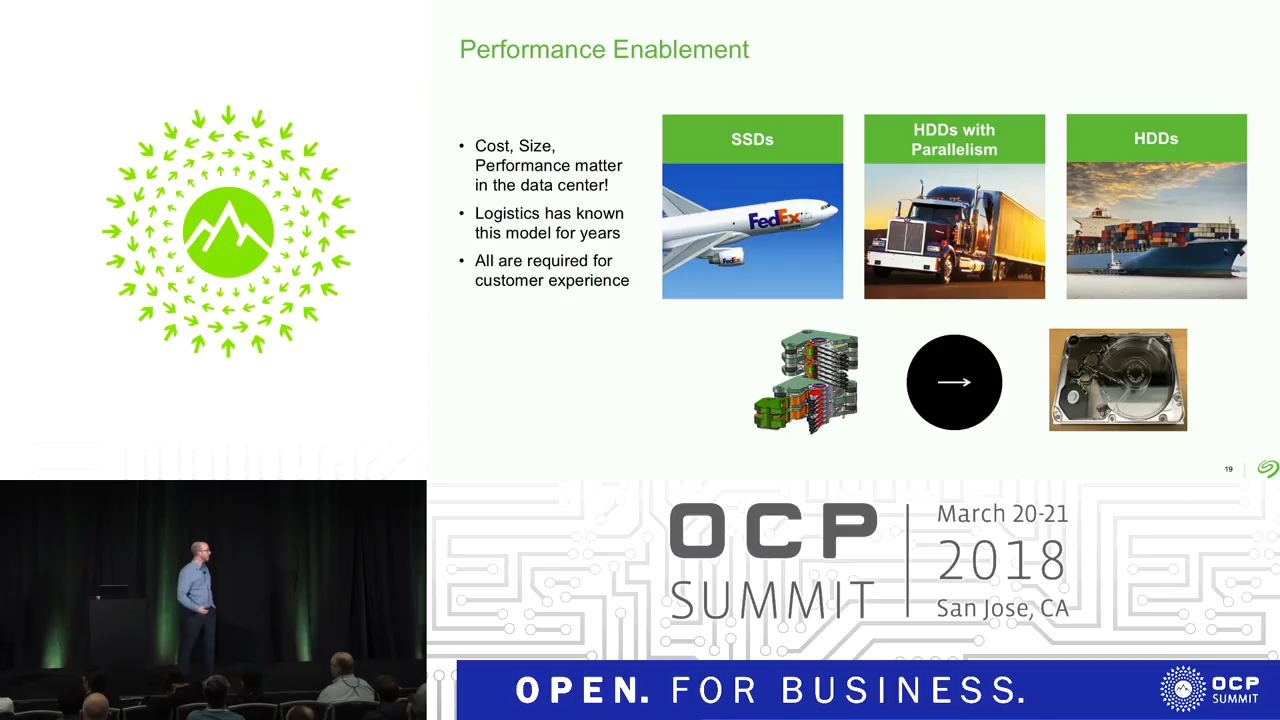 Performance Enablement
• Cost, Size,
Performance matter
in the data center!
• Logistics has known
this model for years
• All are required for
customer experience
SSDs
HDDs with
Parallelism
HDDs
FedEx
FedEx
19
OCP
SUMMIT
March 20-21
2018
San Jose, CA
OPEN. FOR BUSINESS.
OCP
SUMMIT